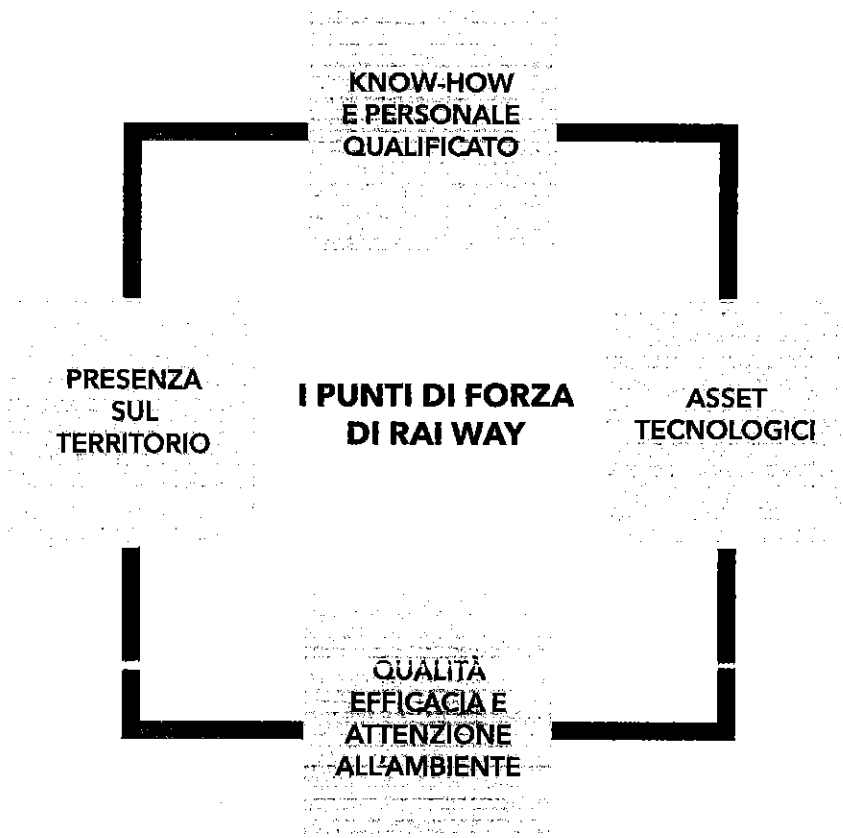 KNOW-HOW
E PERSONALE
QUALIFICATO
PRESENZA
SUL
TERRITORIO
I PUNTI DI FORZA
DI RAI WAY
ASSET
TECNOLOGICI
QUALITÀ
EFFICACIA E
ATTENZIONE
ALL'AMBIENTE